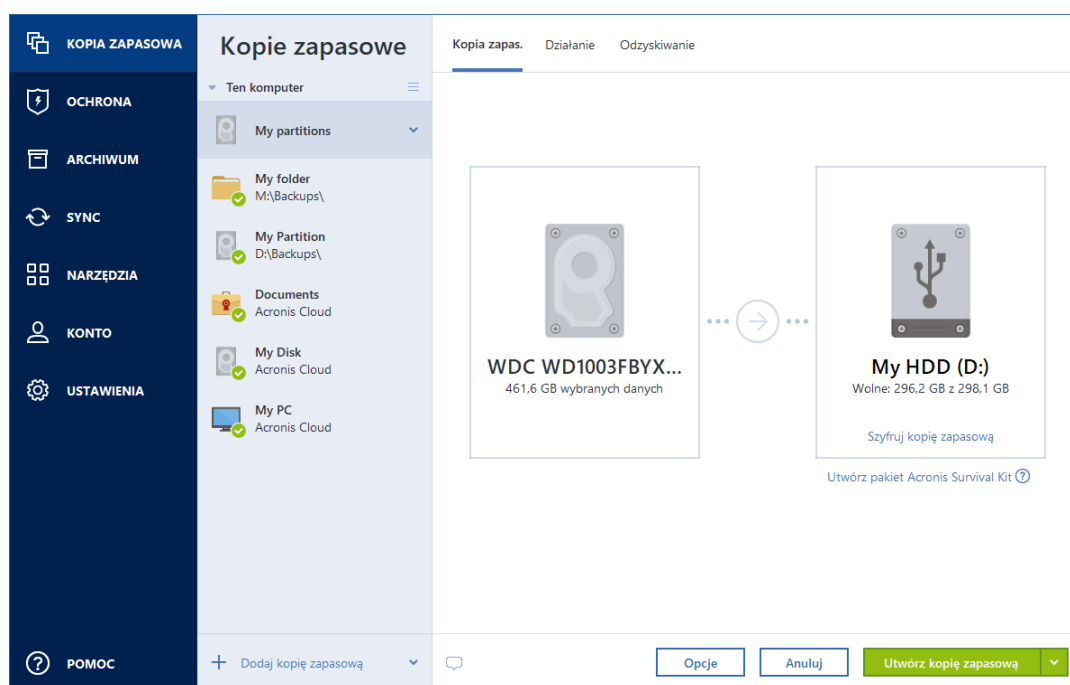 KOPIA ZAPASOWA
OCHRONA
ARCHIWUM
SYNC
NARZĘDZIA
KONTO
USTAWIENIA
POMOC
Kopie zapasowe
Ten komputer
My partitions
My folder
M:\Backups\
My Partition
D:\Backups\
Documents
Acronis Cloud
My Disk
Acronis Cloud
My PC
Acronis Cloud
Dodaj kopię zapasową
Kopia zapas. Działanie Odzyskiwanie
WDC WD1003FBYX...
461,6 GB wybranych danych
My HDD (D:)
Wolne: 296,2 GB z 298,1 GB
Szyfruj kopię zapasową
Utwórz pakiet Acronis Survival Kit ?
Opcje Anuluj Utwórz kopię zapasową